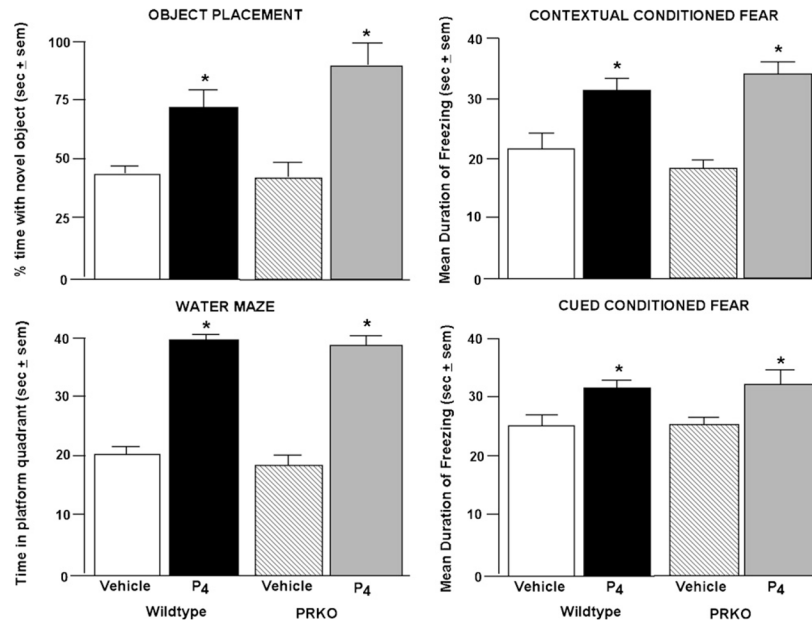 OBJECT PLACEMENT
% time with novel object (sec ± sem)
100
75
50
25
0
*
*
CONTEXTUAL CONDITIONED FEAR
Mean Duration of Freezing (sec ± sem)
40
30
20
10
0
*
*
WATER MAZE
Time in platform quadrant (sec ± sem)
40
30
20
10
0
*
*
Vehicle P4 Vehicle P4
Wildtype PRKO
CUED CONDITIONED FEAR
Mean Duration of Freezing (sec ± sem)
40
30
20
10
0
*
*
Vehicle P4 Vehicle P4
Wildtype PRKO